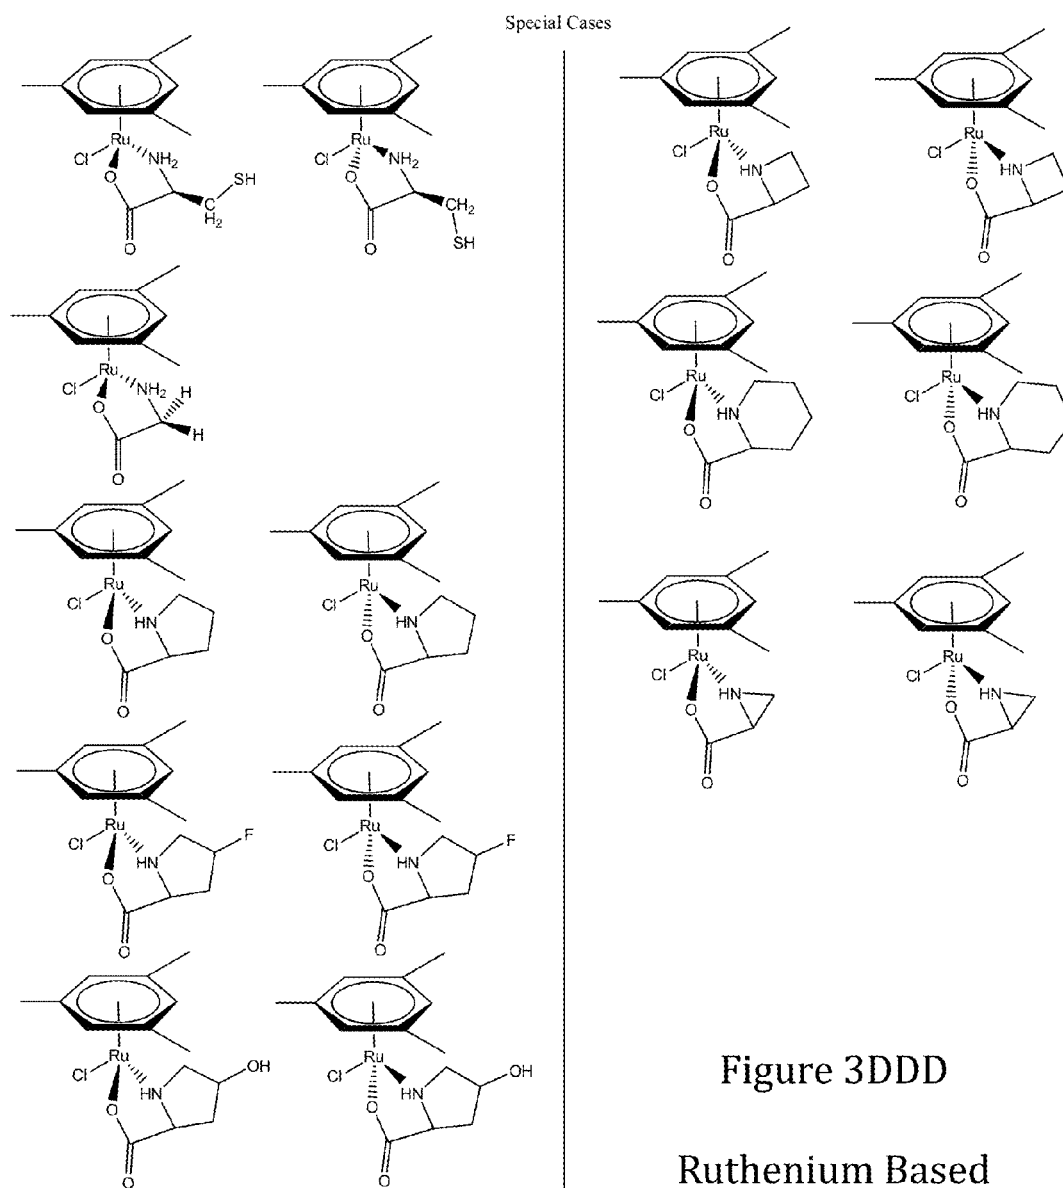 Special Cases
Ru
Cl
NH2
O
SH
C
H2
O
Ru
Cl
NH2
O
CH2
SH
O
Ru
Cl
NH2
H
O
H
O
Ru
Cl
HN
O
O
Ru
Cl
HN
O
O
Ru
Cl
F
HN
O
O
Ru
Cl
F
HN
O
O
Ru
OH
Cl
HN
O
O
Ru
OH
Cl
HN
O
O
Ru
Cl
HN
O
O
Ru
Cl
HN
O
O
Ru
Cl
HN
O
O
Ru
Cl
HN
O
O
Ru
Cl
HN
O
O
Ru
Cl
HN
O
O
Figure 3DDD
Ruthenium Based